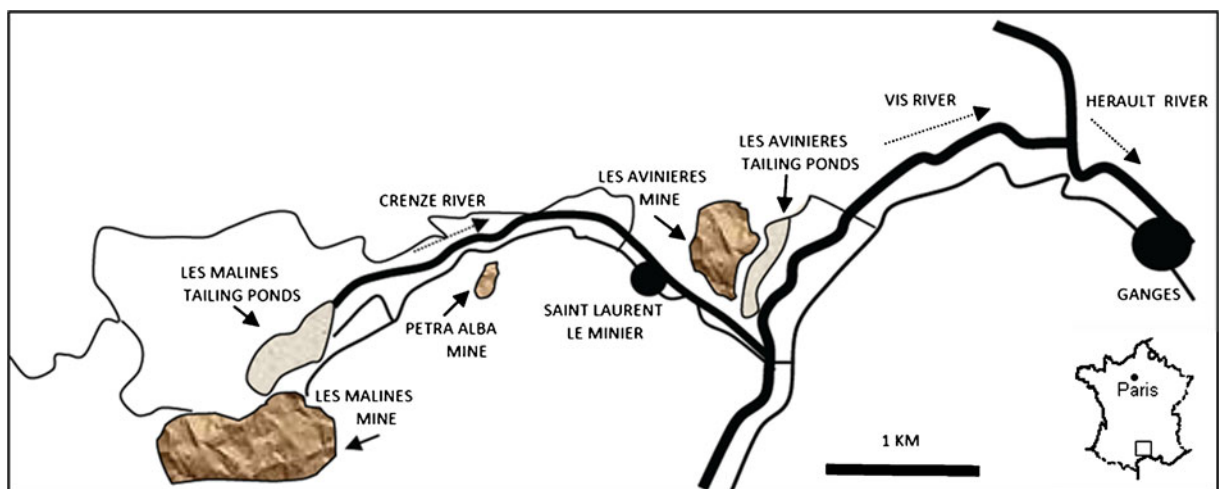 VIS RIVER
HERAULT RIVER
LES AVINIERES
TAILING PONDS
LES AVINIERES
MINE
CRENZE RIVER
LES MALINES
TAILING PONDS
PETRA ALBA
MINE
SAINT LAURENT
LE MINIER
GANGES
LES MALINES
MINE
1 KM
Paris